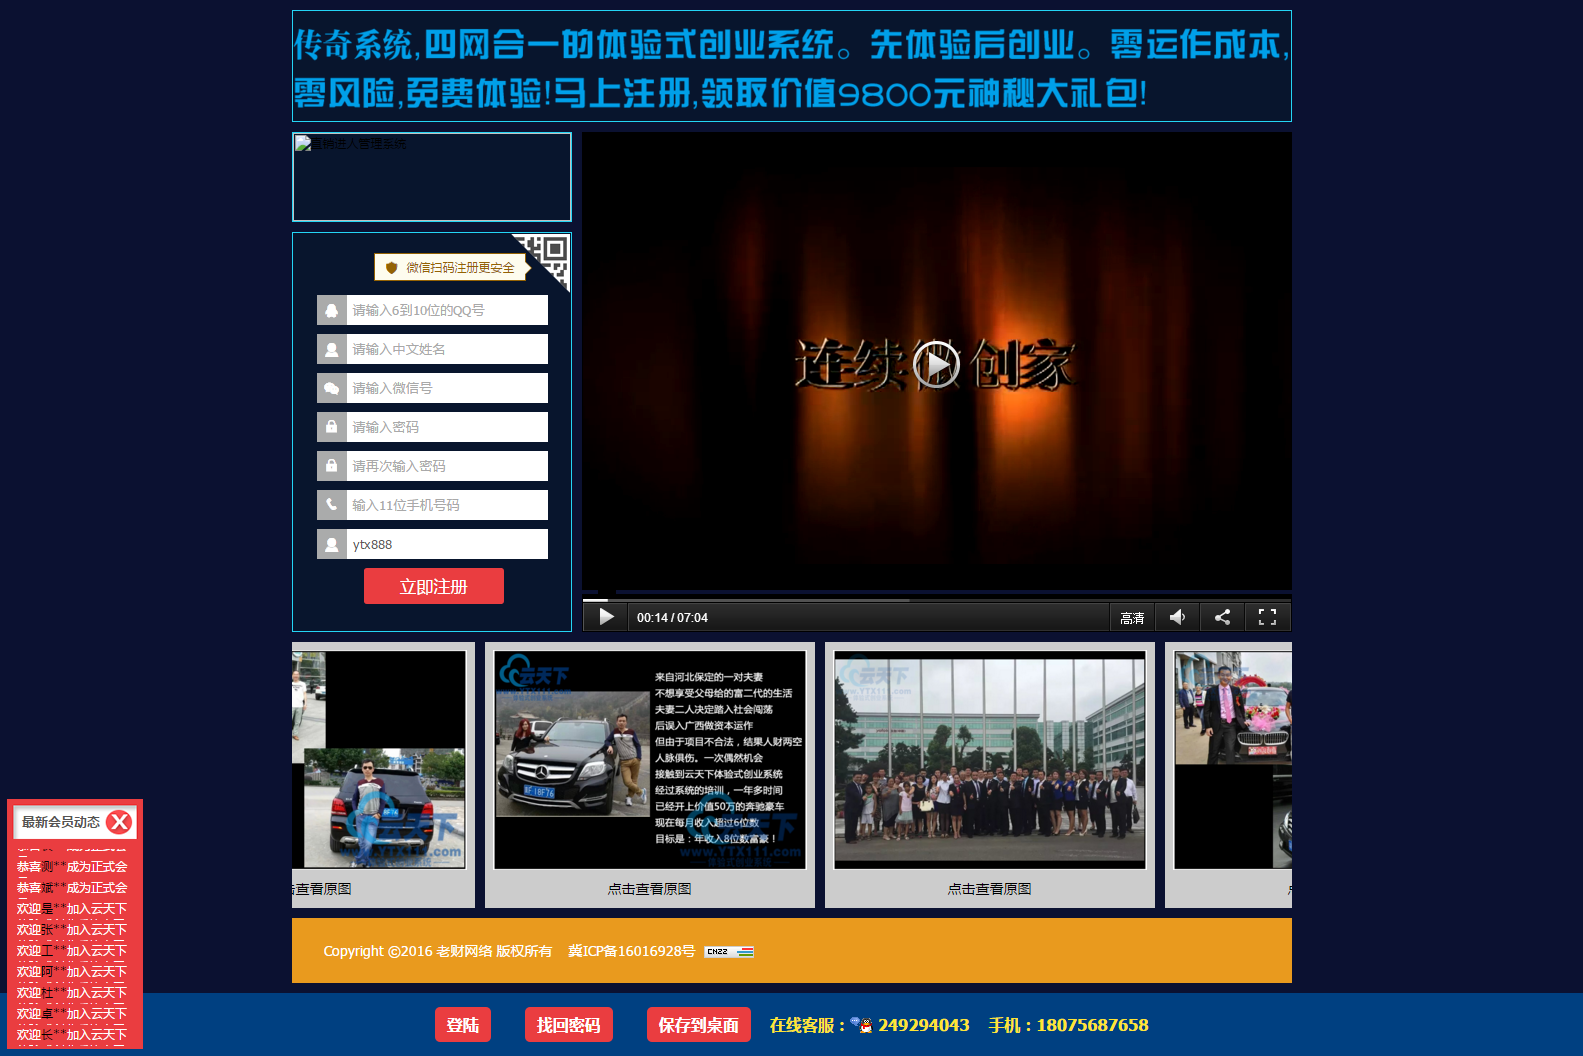 传奇系统,四网合一的体验式创业系统。先体验后创业。零运作成本,
零风险,免费体验!马上注册,领取价值9800元神秘大礼包!
进人管理系统
微信扫码注册更安全
请输入6到10位的QQ号
请输入中文姓名
请输入微信号
请输入密码
请再次输入密码
输入11位手机号码
ytx888
立即注册
连续 创家
00:14 / 07:04
高清
云天下
www.YTX111.com
来自河北保定的一对夫妻
不想享受父母给的富二代的生活
夫妻二人决定踏入社会闯荡
后误入广西做资本运作
但由于项目不合法，结果人财两空
人脉俱伤。一次偶然机会
接触到云天下体验式创业系统
经过系统的培训，一年多时间
已经开上价值50万的奔驰豪车
现在每月收入超过6位数
目标是：年收入8位数富豪！
查看原图
点击查看原图
点击查看原图
最新会员动态
恭喜测**成为正式会
恭喜斌**成为正式会
欢迎是**加入云天下
欢迎张**加入云天下
欢迎工**加入云天下
欢迎阿**加入云天下
欢迎杜**加入云天下
欢迎卓**加入云天下
欢迎长**加入云天下
Copyright ©2016 老财网络 版权所有 冀ICP备16016928号 CNZZ
登陆 找回密码 保存到桌面 在线客服： 249294043 手机：18075687658